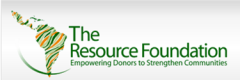 The
Resource Foundation
Empowering Donors to Strengthen Communities